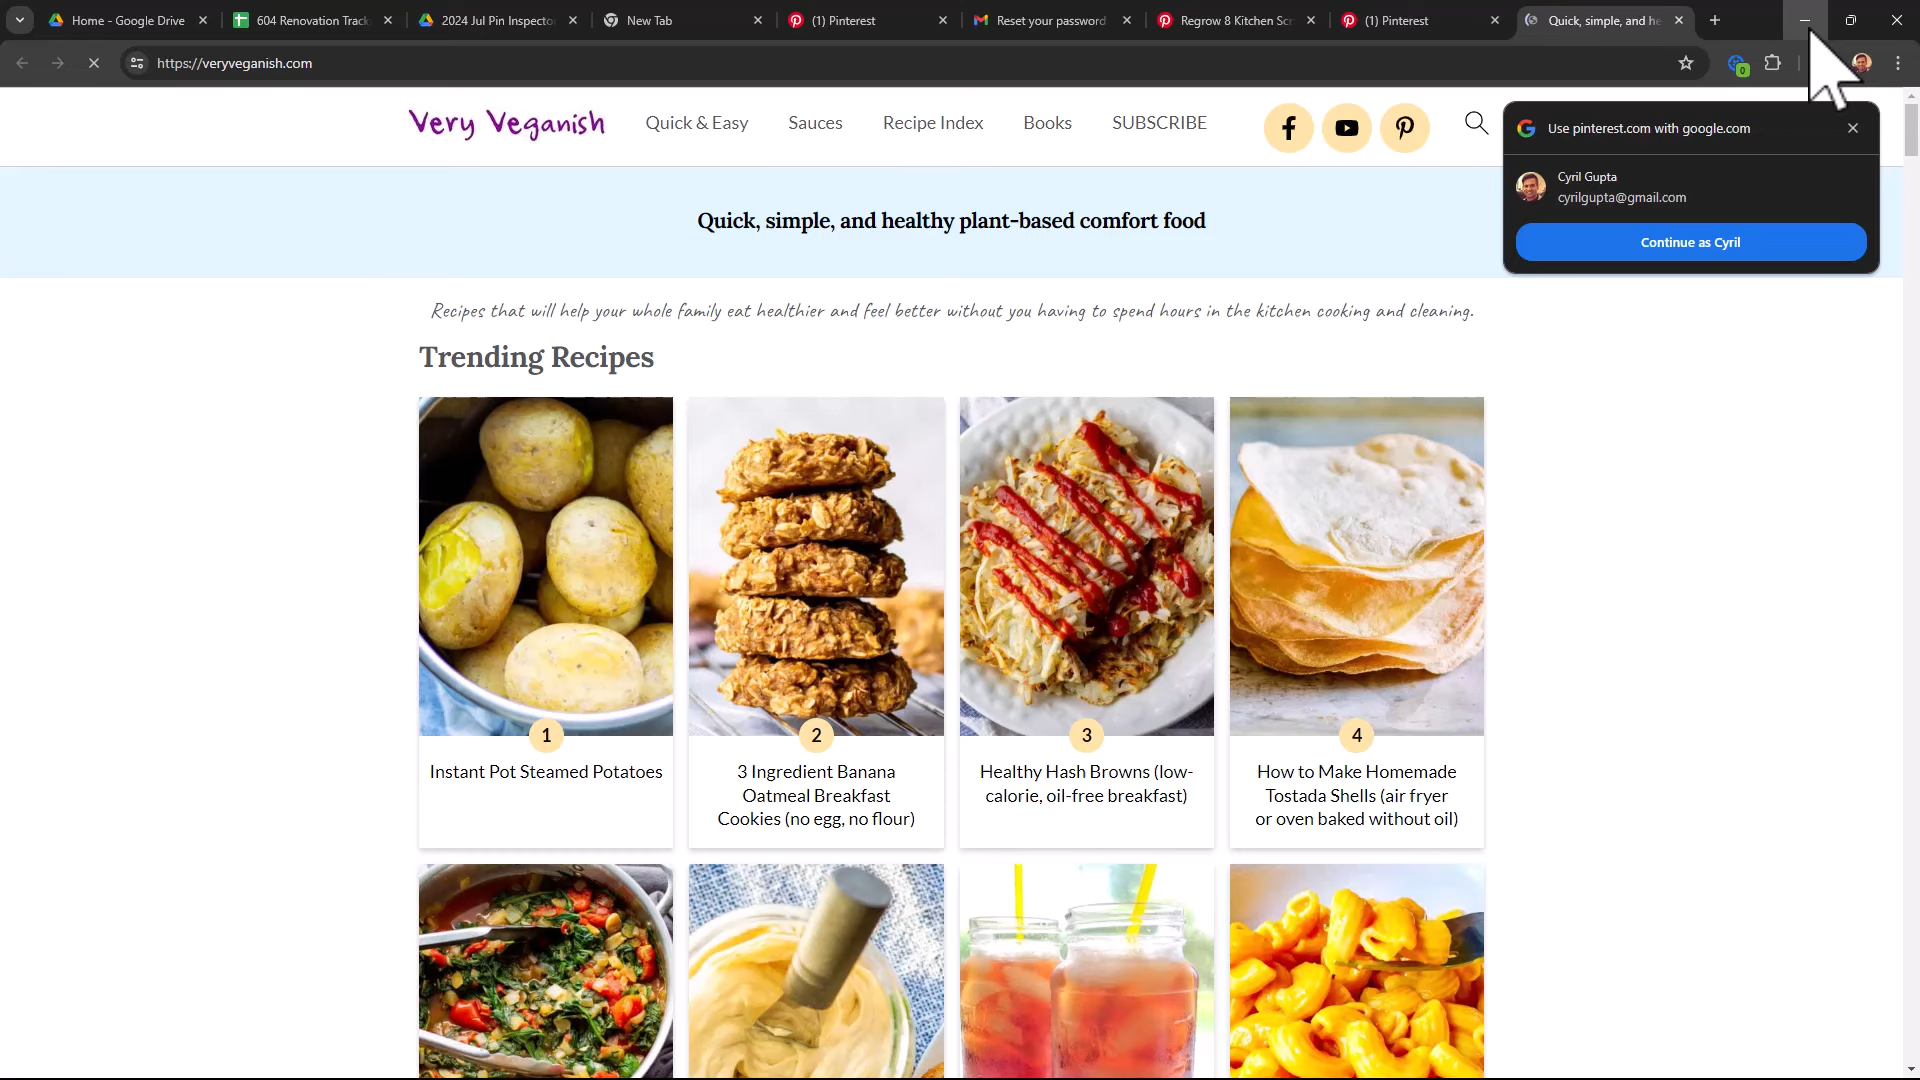 Home - Google Drive
604 Renovation Track
2024 Jul Pin Inspecto
New Tab
(1) Pinterest
Reset your password
Regrow 8 Kitchen Scr
(1) Pinterest
Quick, simple, and he
https://veryveganish.com
0
Very Veganish
Quick & Easy
Sauces
Recipe Index
Books
SUBSCRIBE
Use pinterest.com with google.com
Cyril Gupta
cyrilgupta@gmail.com
Continue as Cyril
Quick, simple, and healthy plant-based comfort food
Recipes that will help your whole family eat healthier and feel better without you having to spend hours in the kitchen cooking and cleaning.
Trending Recipes
1
Instant Pot Steamed Potatoes
2
3 Ingredient Banana
Oatmeal Breakfast
Cookies (no egg, no flour)
3
Healthy Hash Browns (low-
calorie, oil-free breakfast)
4
How to Make Homemade
Tostada Shells (air fryer
or oven baked without oil)